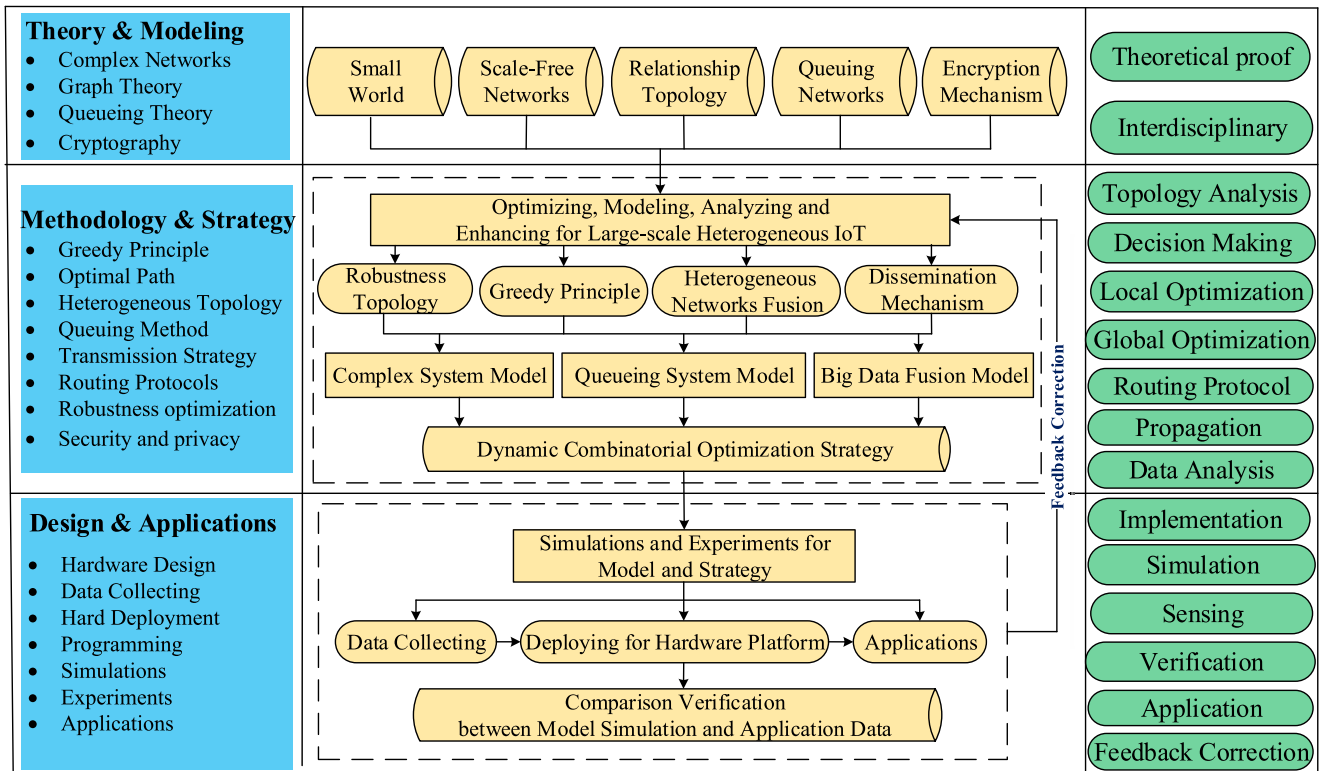 Theory & Modeling
• Complex Networks
• Graph Theory
• Queueing Theory
• Cryptography
Small
World
Scale-Free
Networks
Relationship
Topology
Queuing
Networks
Encryption
Mechanism
Theoretical proof
Interdisciplinary
Methodology & Strategy
• Greedy Principle
• Optimal Path
• Heterogeneous Topology
• Queuing Method
• Transmission Strategy
• Routing Protocols
• Robustness optimization
• Security and privacy
Optimizing, Modeling, Analyzing and
Enhancing for Large-scale Heterogeneous IoT
Robustness
Topology
Greedy Principle
Heterogeneous
Networks Fusion
Dissemination
Mechanism
Complex System Model
Queueing System Model
Big Data Fusion Model
Dynamic Combinatorial Optimization Strategy
Feedback Correction
Topology Analysis
Decision Making
Local Optimization
Global Optimization
Routing Protocol
Propagation
Data Analysis
Design & Applications
• Hardware Design
• Data Collecting
• Hard Deployment
• Programming
• Simulations
• Experiments
• Applications
Simulations and Experiments for
Model and Strategy
Data Collecting
Deploying for Hardware Platform
Applications
Comparison Verification
between Model Simulation and Application Data
Implementation
Simulation
Sensing
Verification
Application
Feedback Correction